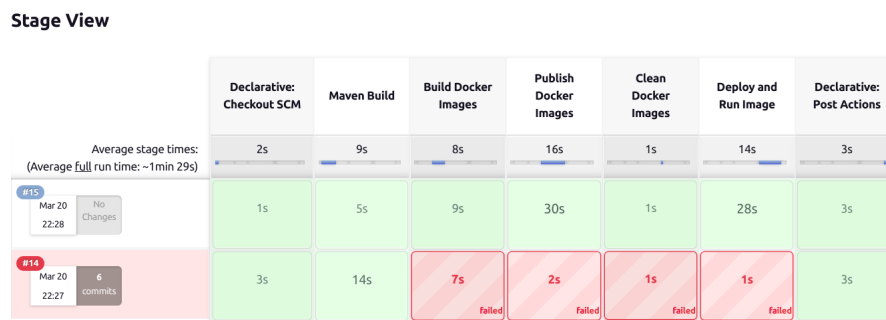 Stage View
Declarative: Checkout SCM
Maven Build
Build Docker Images
Publish Docker Images
Clean Docker Images
Deploy and Run Image
Declarative: Post Actions
Average stage times:
2s 9s 8s 16s 1s 14s 3s
(Average full run time: ~1min 29s)
#15
Mar 20
22:28
No Changes
1s 5s 9s 30s 1s 28s 3s
#14
Mar 20
22:27
6 commits
3s 14s 7s failed 2s failed 1s failed 1s failed 3s